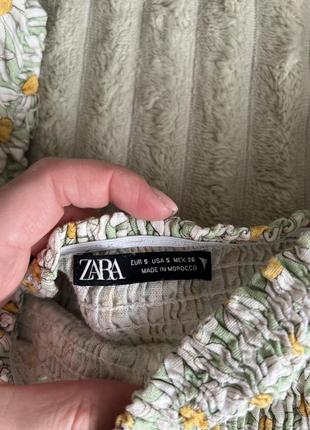 ZARA
EUR S USA S MEX 26
MADE IN MOROCCO